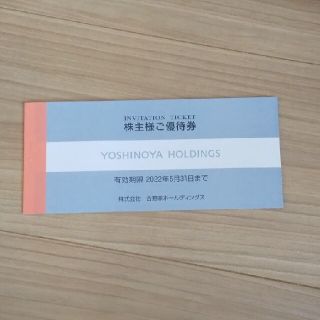 INVITATION TICKET
株主様ご優待券
YOSHINOYA HOLDINGS
有効期限 2022年5月31日まで
株式会社 吉野家ホールディングス